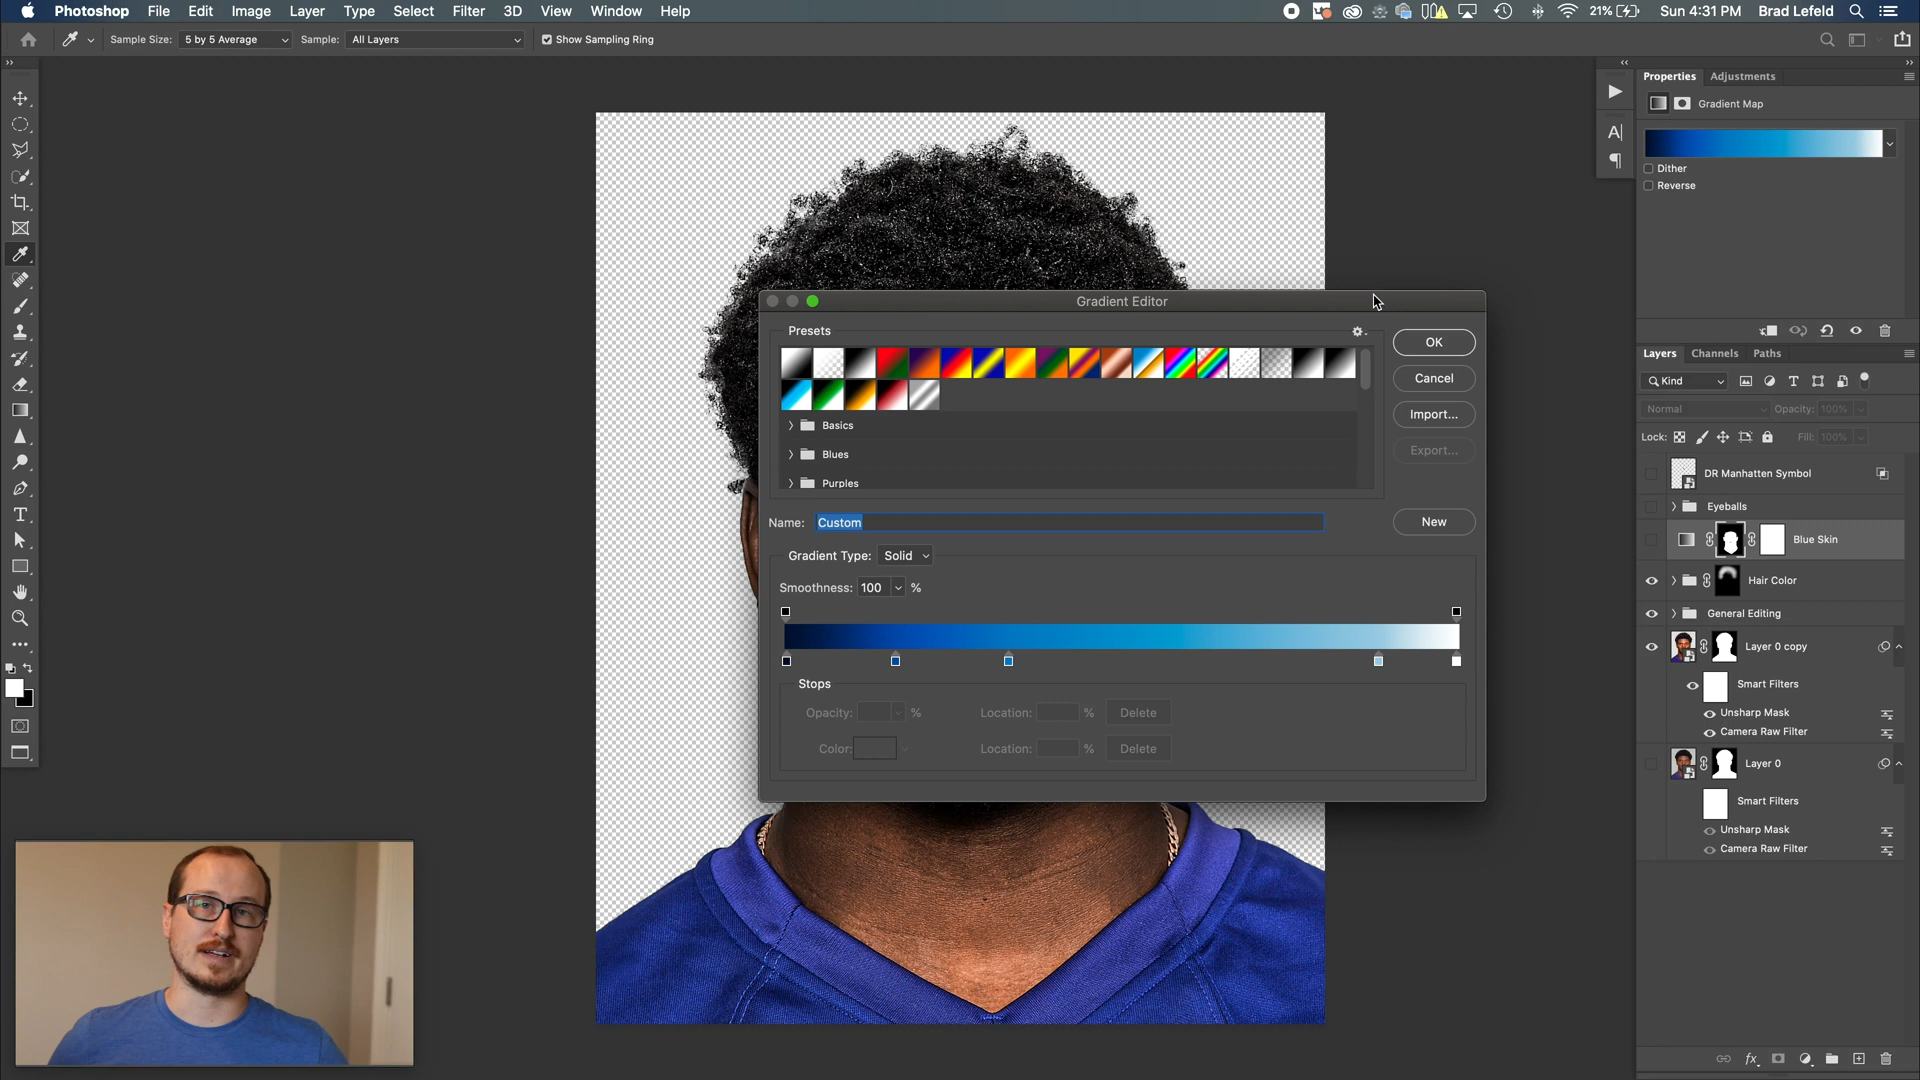 Photoshop File Edit Image Layer Type Select Filter 3D View Window Help 21% Sun 4:31 PM Brad Lefeld
Sample Size: 5 by 5 Average Sample: All Layers Show Sampling Ring
Properties Adjustments
Gradient Map
Dither
Reverse
Gradient Editor
Presets
Basics
Blues
Purples
OK
Cancel
Import...
Export...
Name: Custom
New
Gradient Type: Solid
Smoothness: 100 %
Stops
Opacity: % Location: % Delete
Color: Location: % Delete
Layers Channels Paths
Kind
Normal Opacity: 100%
Lock: Fill: 100%
DR Manhatten Symbol
Eyeballs
Blue Skin
Hair Color
General Editing
Layer 0 copy
Smart Filters
Unsharp Mask
Camera Raw Filter
Layer 0
Smart Filters
Unsharp Mask
Camera Raw Filter